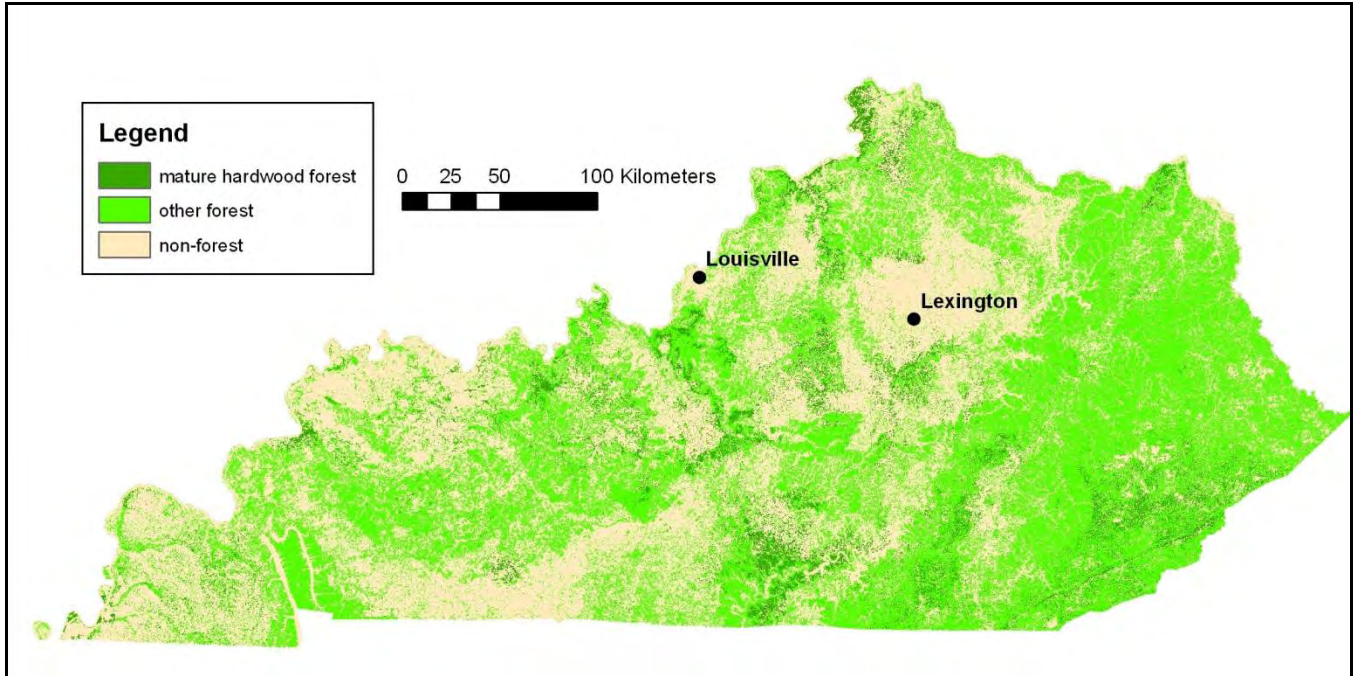 Legend
mature hardwood forest
other forest
non-forest
0 25 50 100 Kilometers
Louisville
Lexington